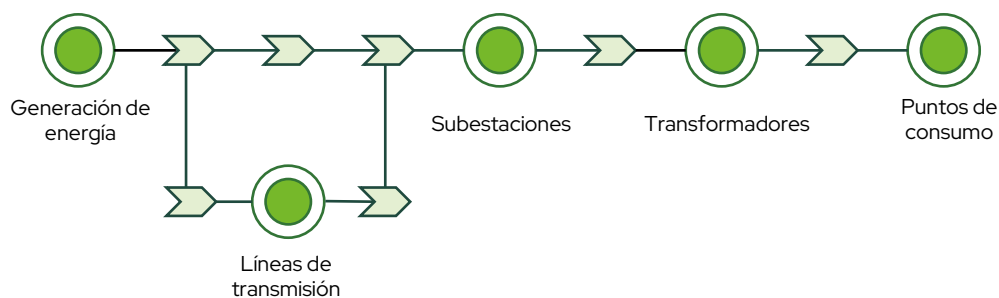 Generación de
energía
Subestaciones
Transformadores
Puntos de
consumo
Líneas de
transmisión